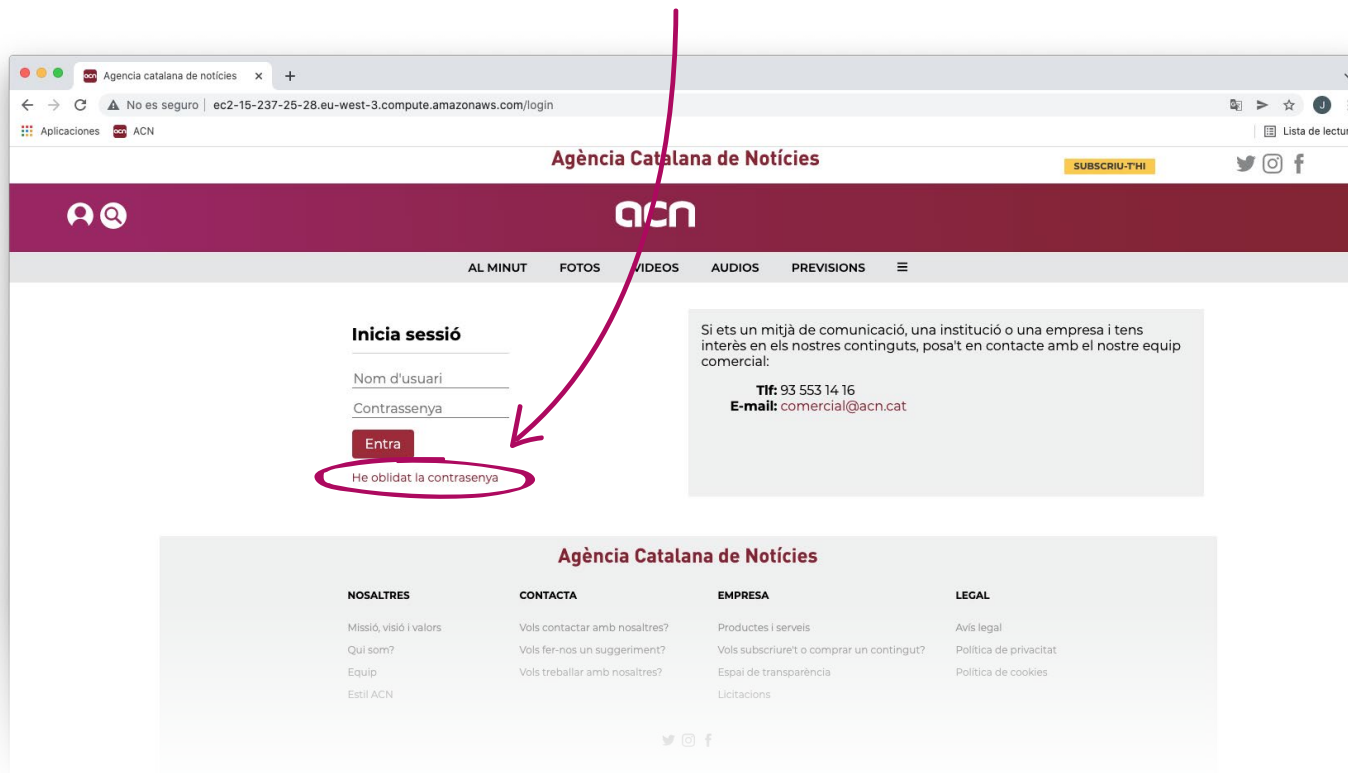 Agencia catalana de notícies
No es seguro
ec2-15-237-25-28.eu-west-3.compute.amazonaws.com/login
J
Aplicaciones
acn
ACN
Lista de lectur
Agència Catalana de Notícies
SUBSCRIU-T'HI
acn
AL MINUT FOTOS VIDEOS AUDIOS PREVISIONS
Inicia sessió
Nom d'usuari
Contrassenya
Entra
He oblidat la contrasenya
Si ets un mitjà de comunicació, una institució o una empresa i tens
interès en els nostres continguts, posa't en contacte amb el nostre equip
comercial:
Tlf: 93 553 14 16
E-mail: comercial@acn.cat
Agència Catalana de Notícies
NOSALTRES
Missió, visió i valors
Qui som?
Equip
Estil ACN
CONTACTA
Vols contactar amb nosaltres?
Vols fer-nos un suggeriment?
Vols treballar amb nosaltres?
EMPRESA
Productes i serveis
Vols subscriure't o comprar un contingut?
Espai de transparència
Licitacions
LEGAL
Avís legal
Política de privacitat
Política de cookies